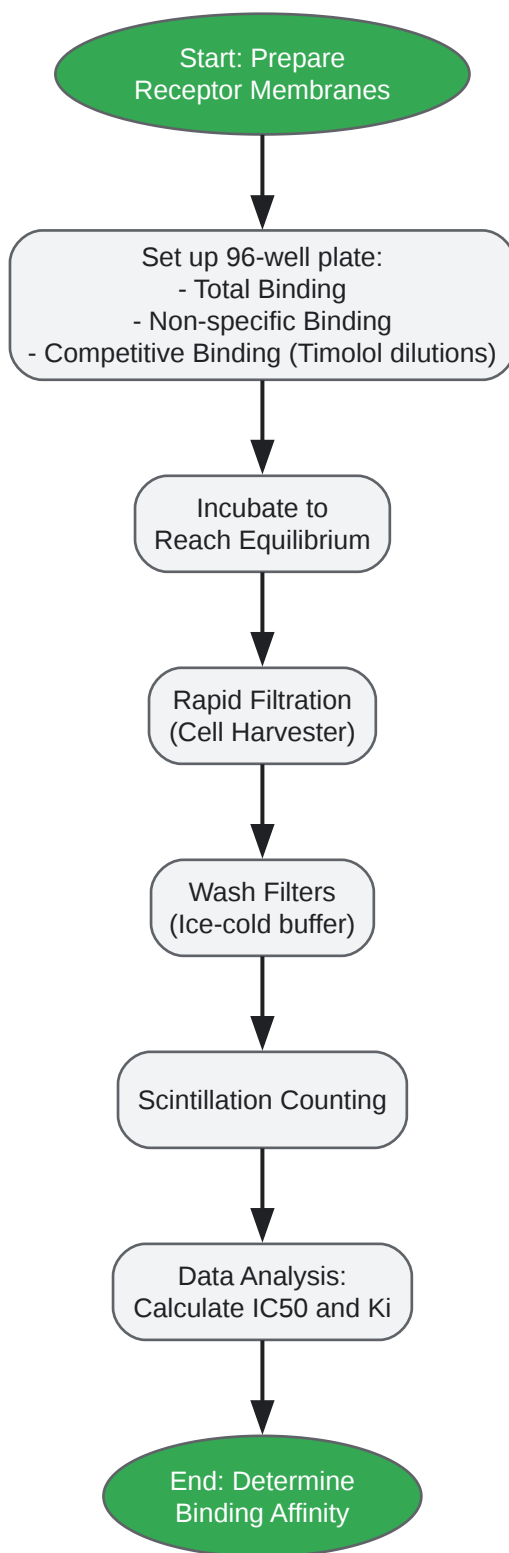 Start: Prepare
Receptor Membranes
Set up 96-well plate:
- Total Binding
- Non-specific Binding
- Competitive Binding (Timolol dilutions)
Incubate to
Reach Equilibrium
Rapid Filtration
(Cell Harvester)
Wash Filters
(Ice-cold buffer)
Scintillation Counting
Data Analysis:
Calculate IC50 and Ki
End: Determine
Binding Affinity